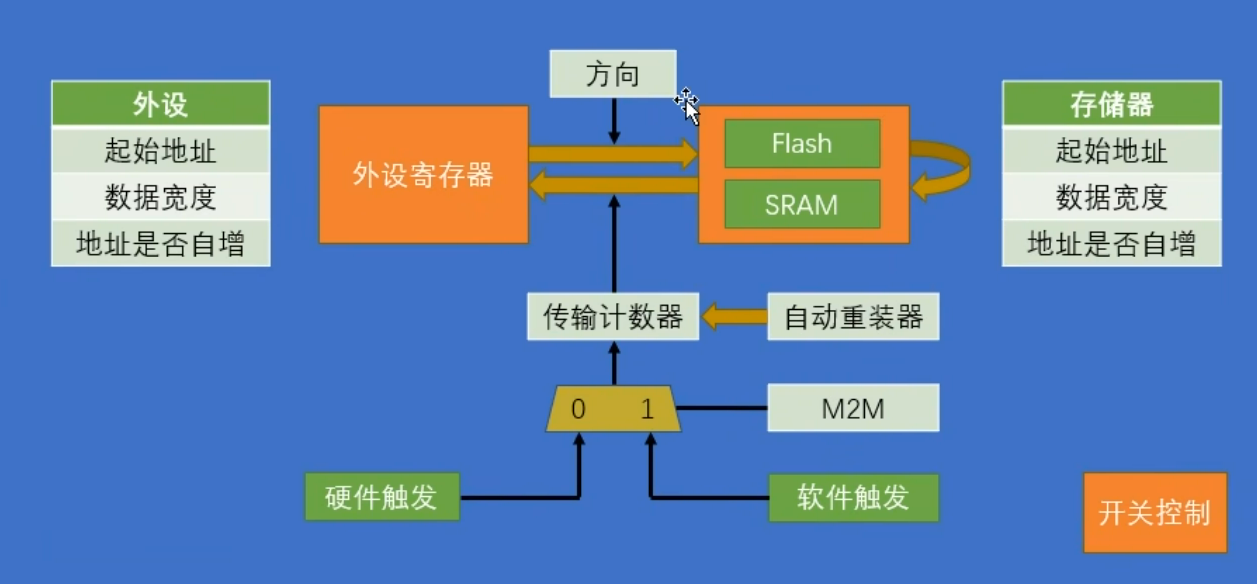 方向
外设
起始地址
数据宽度
地址是否自增
外设寄存器
Flash
SRAM
存储器
起始地址
数据宽度
地址是否自增
传输计数器
自动重装器
0 1
M2M
硬件触发
软件触发
开关控制